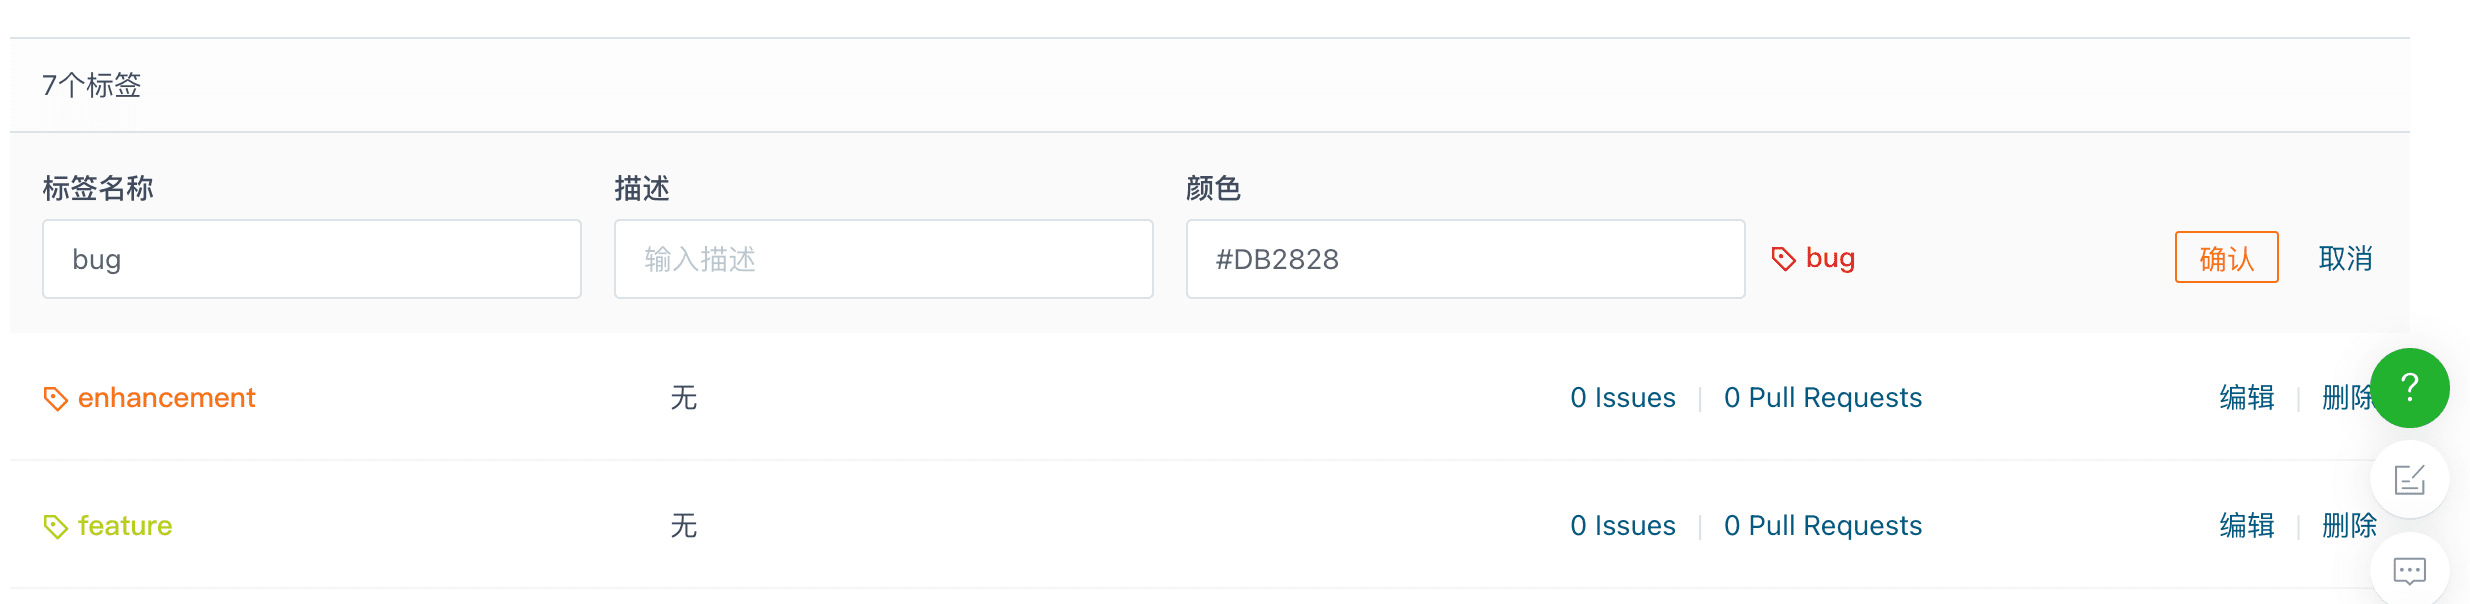 7个标签
标签名称 描述 颜色
bug 输入描述 #DB2828 bug 确认 取消
enhancement 无 0 Issues 0 Pull Requests 编辑 删除
?
feature 无 0 Issues 0 Pull Requests 编辑 删除